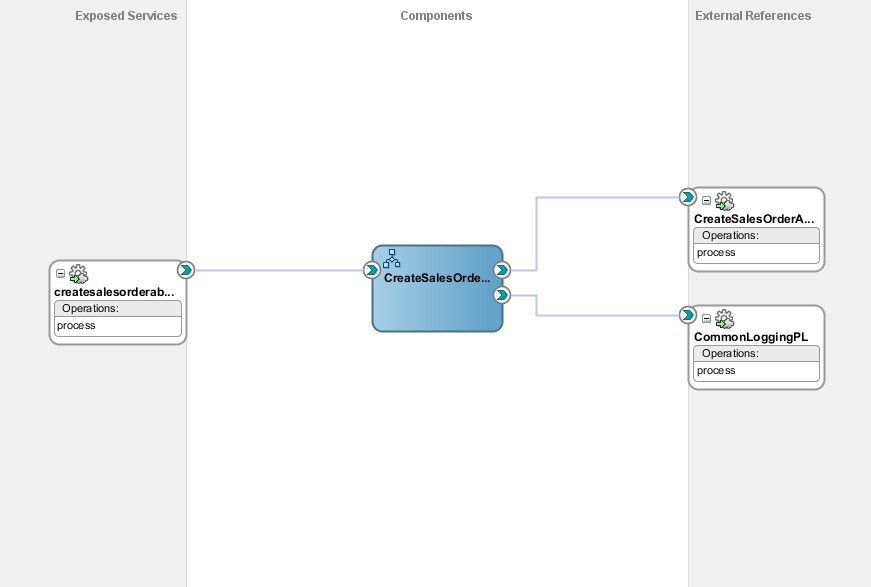 Exposed Services
Components
External References
createsalesorderab...
Operations:
process
CreateSalesOrde...
CreateSalesOrderA...
Operations:
process
CommonLoggingPL
Operations:
process